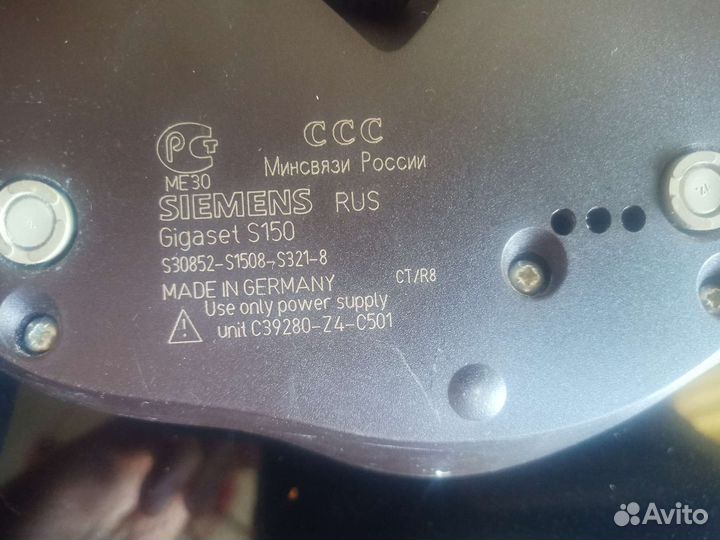 РСТ
ССС
МЕ30
Минсвязи России
SIEMENS RUS
Gigaset S150
S30852-S1508-S321-8
MADE IN GERMANY CT/R8
Use only power supply
unit C39280-Z4-C501
Avito